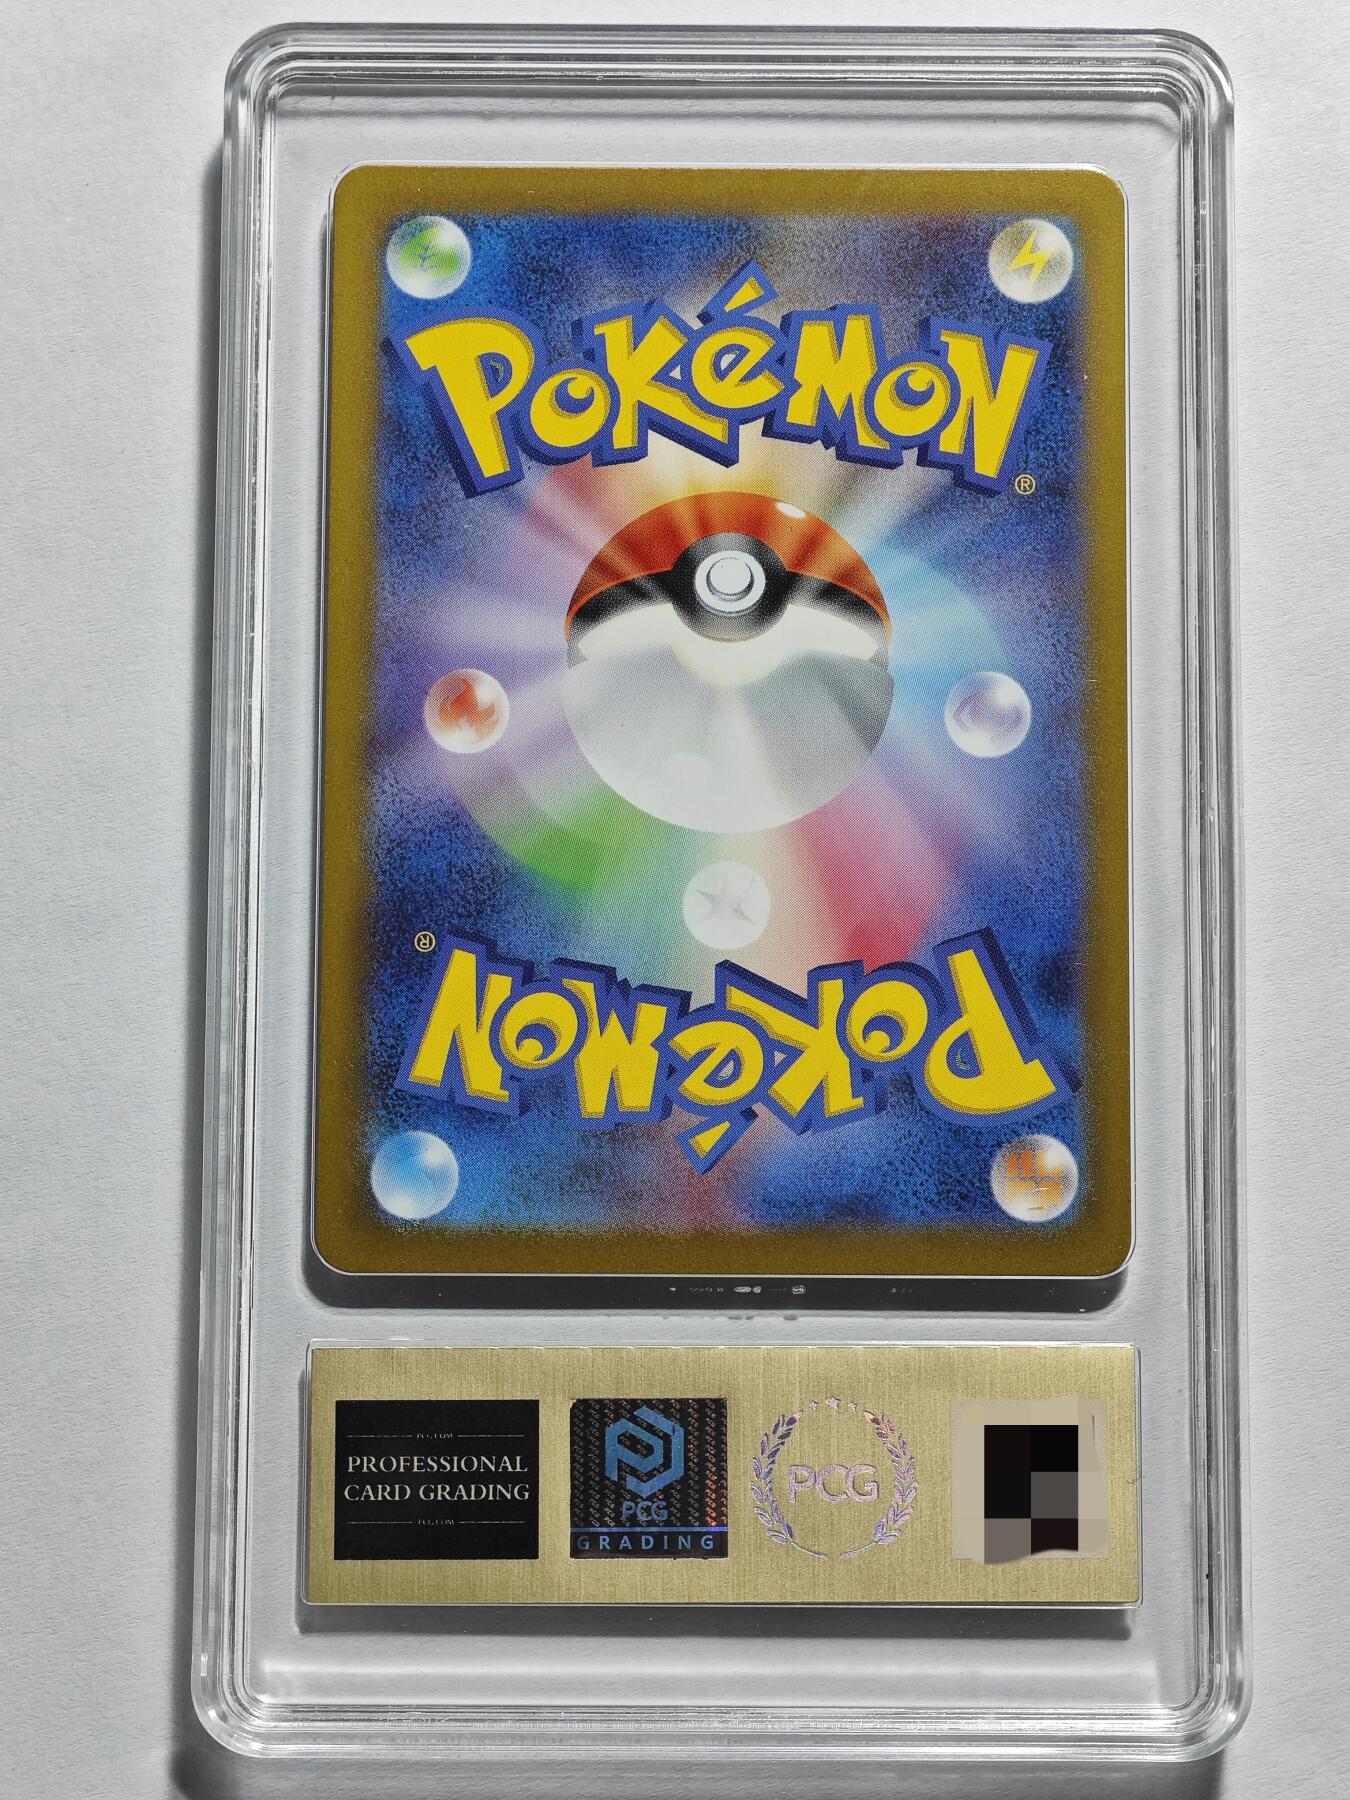 POKéMON
®
®
POKéMON
PROFESSIONAL
CARD GRADING
PCG
GRADING
PCG